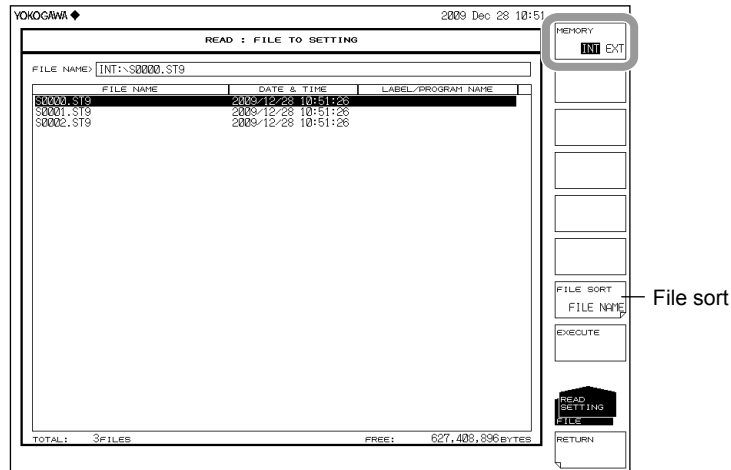 YOKOGAWA ◆ 2009 Dec 28 10:51
READ : FILE TO SETTING
FILE NAME> INT:\S0000.ST9
FILE NAME DATE & TIME LABEL/PROGRAM NAME
S0000.ST9 2009/12/28 10:51:26
S0001.ST9 2009/12/28 10:51:26
S0002.ST9 2009/12/28 10:51:26
TOTAL: 3FILES FREE: 627,408,896 BYTES
MEMORY
INT EXT
FILE SORT
FILE NAME
File sort
EXECUTE
READ
SETTING
FILE
RETURN